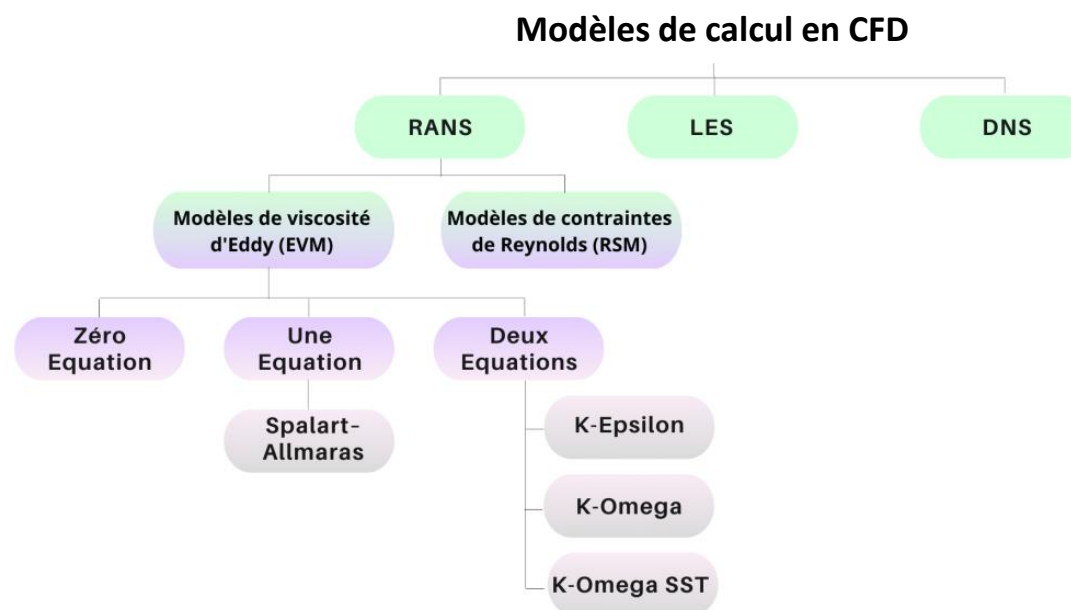 Modèles de calcul en CFD
RANS
LES
DNS
Modèles de viscosité
d'Eddy (EVM)
Modèles de contraintes
de Reynolds (RSM)
Zéro
Equation
Une
Equation
Deux
Equations
Spalart–
Allmaras
K-Epsilon
K-Omega
K-Omega SST